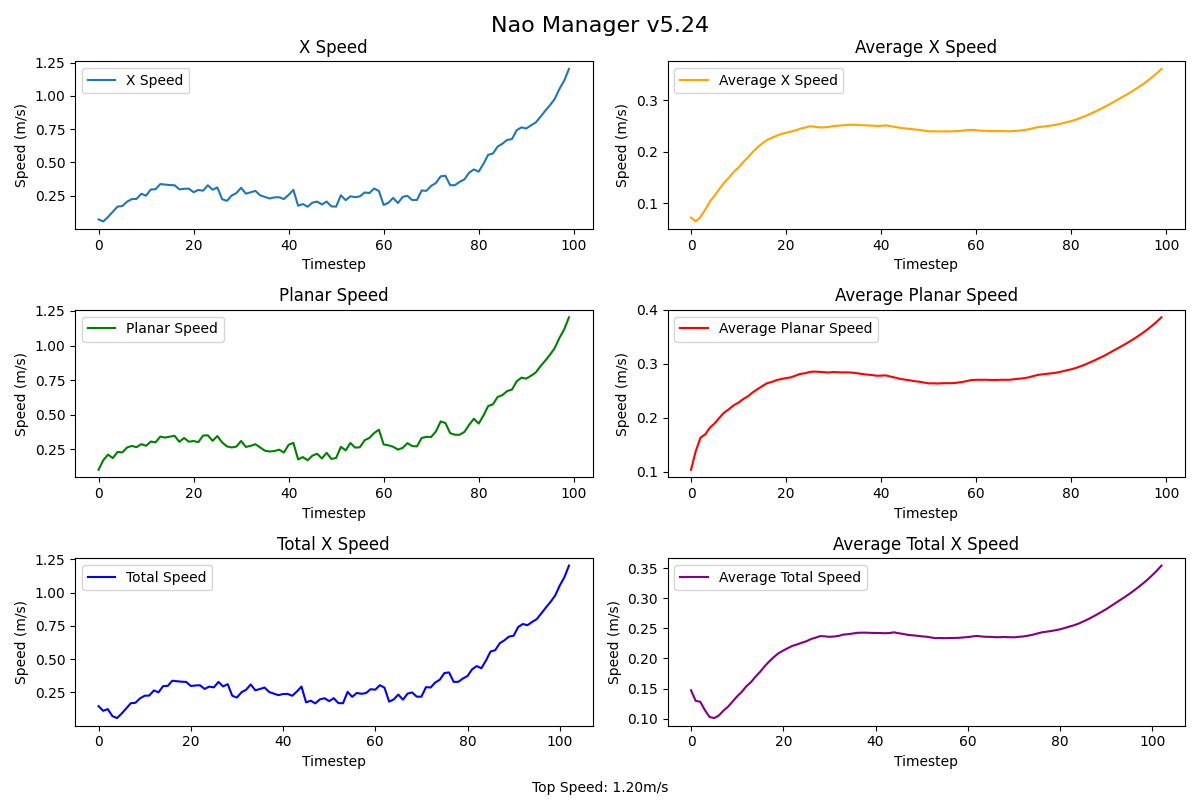 Nao Manager v5.24
X Speed
1.25
1.00
0.75
0.50
0.25
Speed (m/s)
X Speed
0 20 40 60 80 100
Timestep
Average X Speed
0.3
0.2
0.1
Speed (m/s)
Average X Speed
0 20 40 60 80 100
Timestep
Planar Speed
1.25
1.00
0.75
0.50
0.25
Speed (m/s)
Planar Speed
0 20 40 60 80 100
Timestep
Average Planar Speed
0.4
0.3
0.2
0.1
Speed (m/s)
Average Planar Speed
0 20 40 60 80 100
Timestep
Total X Speed
1.25
1.00
0.75
0.50
0.25
Speed (m/s)
Total Speed
0 20 40 60 80 100
Timestep
Average Total X Speed
0.35
0.30
0.25
0.20
0.15
0.10
Speed (m/s)
Average Total Speed
0 20 40 60 80 100
Timestep
Top Speed: 1.20m/s